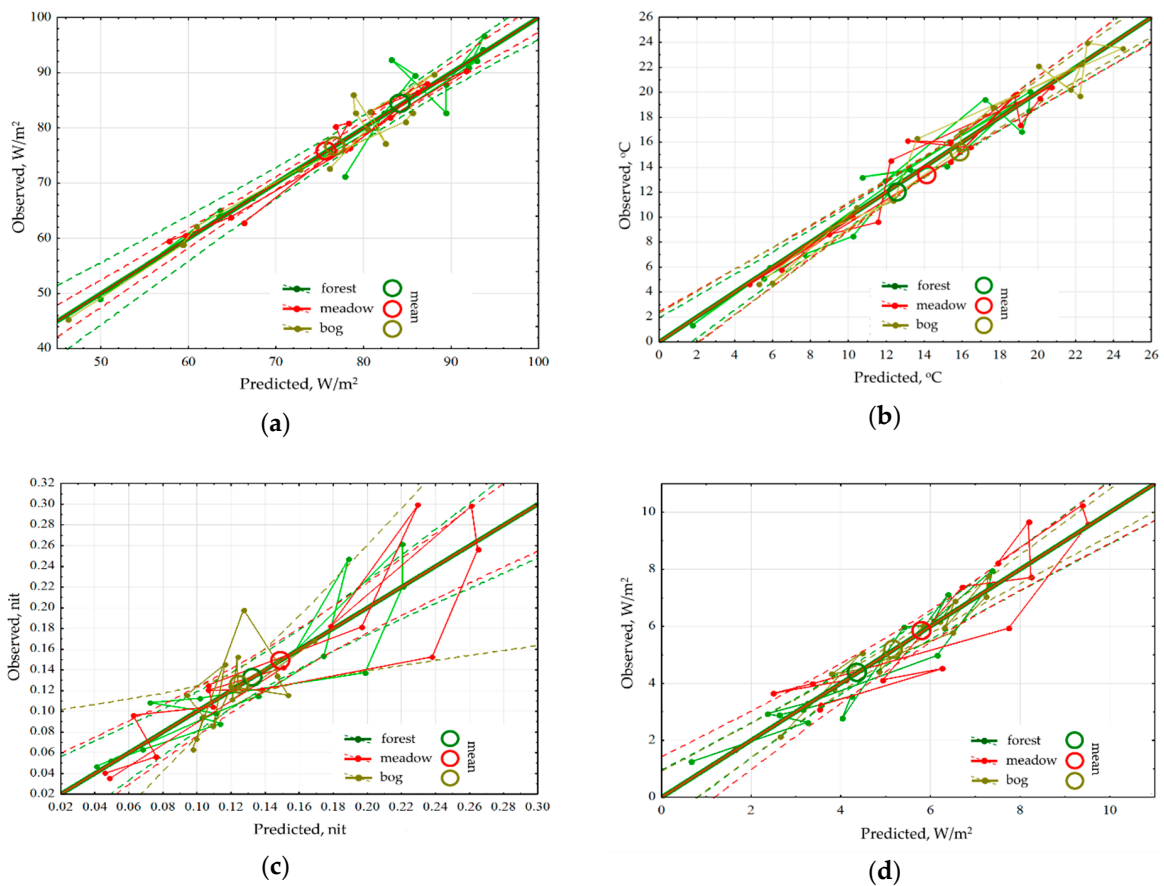 100
90
80
70
60
50
40
Observed, W/m²
50 60 70 80 90 100
Predicted, W/m²
forest
meadow
bog
mean
(a)
26
24
22
20
18
16
14
12
10
8
6
4
2
0
Observed, °C
0 2 4 6 8 10 12 14 16 18 20 22 24 26
Predicted, °C
forest
meadow
bog
mean
(b)
0.32
0.30
0.28
0.26
0.24
0.22
0.20
0.18
0.16
0.14
0.12
0.10
0.08
0.06
0.04
0.02
Observed, nit
0.02 0.04 0.06 0.08 0.10 0.12 0.14 0.16 0.18 0.20 0.22 0.24 0.26 0.28 0.30
Predicted, nit
forest
meadow
bog
mean
(c)
10
8
6
4
2
0
Observed, W/m²
0 2 4 6 8 10
Predicted, W/m²
forest
meadow
bog
mean
(d)